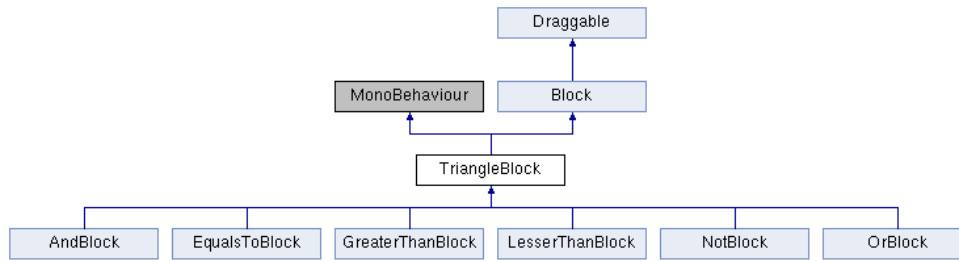 Draggable
MonoBehaviour
Block
TriangleBlock
AndBlock
EqualsToBlock
GreaterThanBlock
LesserThanBlock
NotBlock
OrBlock